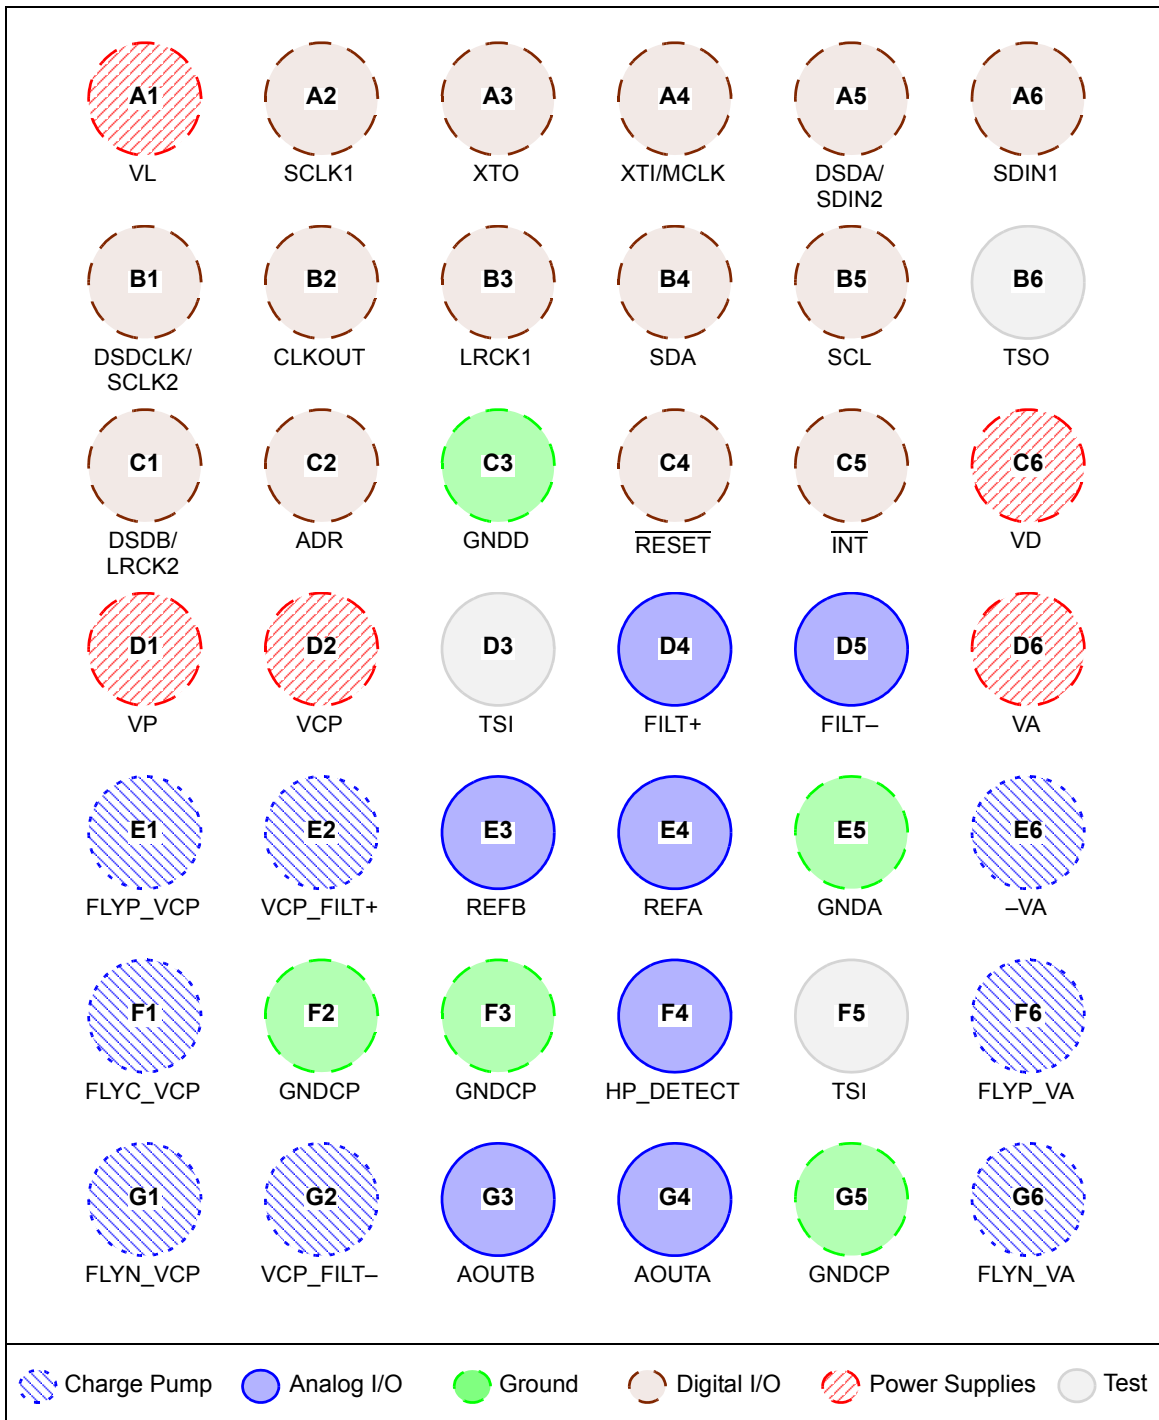 A1 A2 A3 A4 A5 A6
VL SCLK1 XTO XTI/MCLK DSDA/ SDIN1
SDIN2
B1 B2 B3 B4 B5 B6
DSDCLK/ CLKOUT LRCK1 SDA SCL TSO
SCLK2
C1 C2 C3 C4 C5 C6
DSDB/ ADR GNDD RESET INT VD
LRCK2
D1 D2 D3 D4 D5 D6
VP VCP TSI FILT+ FILT– VA
E1 E2 E3 E4 E5 E6
FLYP_VCP VCP_FILT+ REFB REFA GNDA –VA
F1 F2 F3 F4 F5 F6
FLYC_VCP GNDCP GNDCP HP_DETECT TSI FLYP_VA
G1 G2 G3 G4 G5 G6
FLYN_VCP VCP_FILT– AOUTB AOUTA GNDCP FLYN_VA
Charge Pump Analog I/O Ground Digital I/O Power Supplies Test